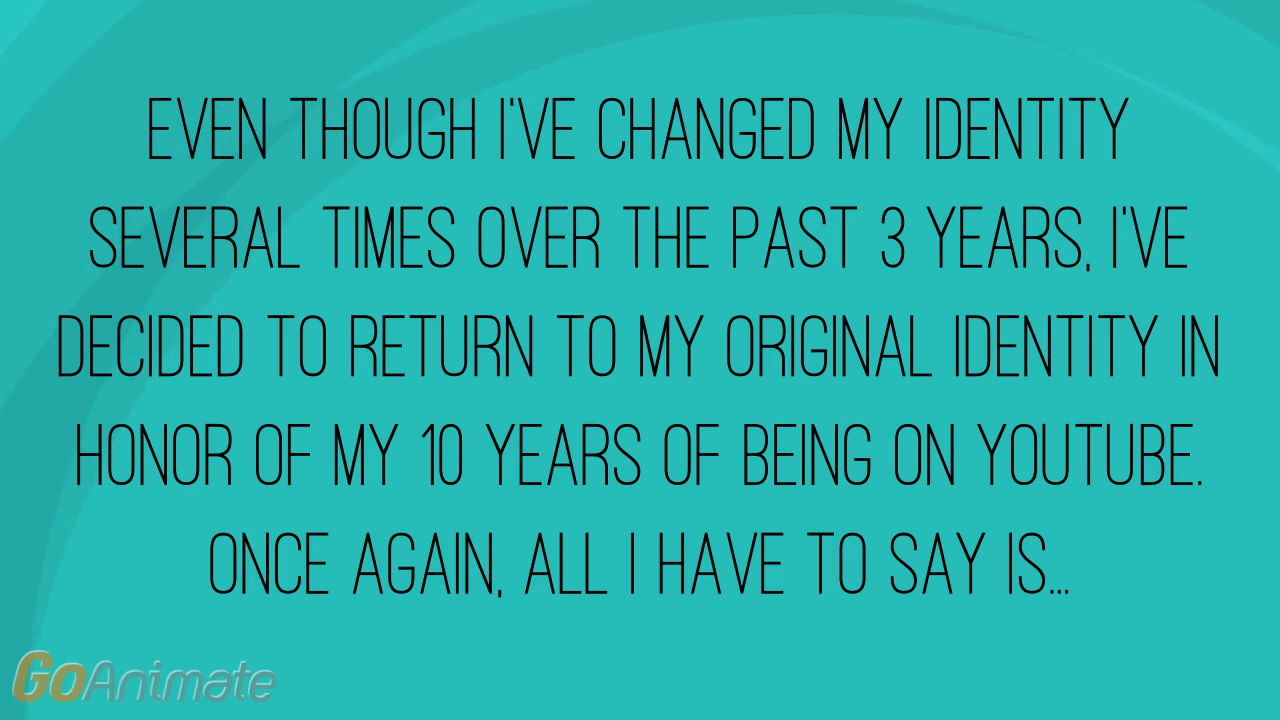 EVEN THOUGH I'VE CHANGED MY IDENTITY
SEVERAL TIMES OVER THE PAST 3 YEARS, I'VE
DECIDED TO RETURN TO MY ORIGINAL IDENTITY IN
HONOR OF MY 10 YEARS OF BEING ON YOUTUBE.
ONCE AGAIN, ALL I HAVE TO SAY IS...
GoAnimate